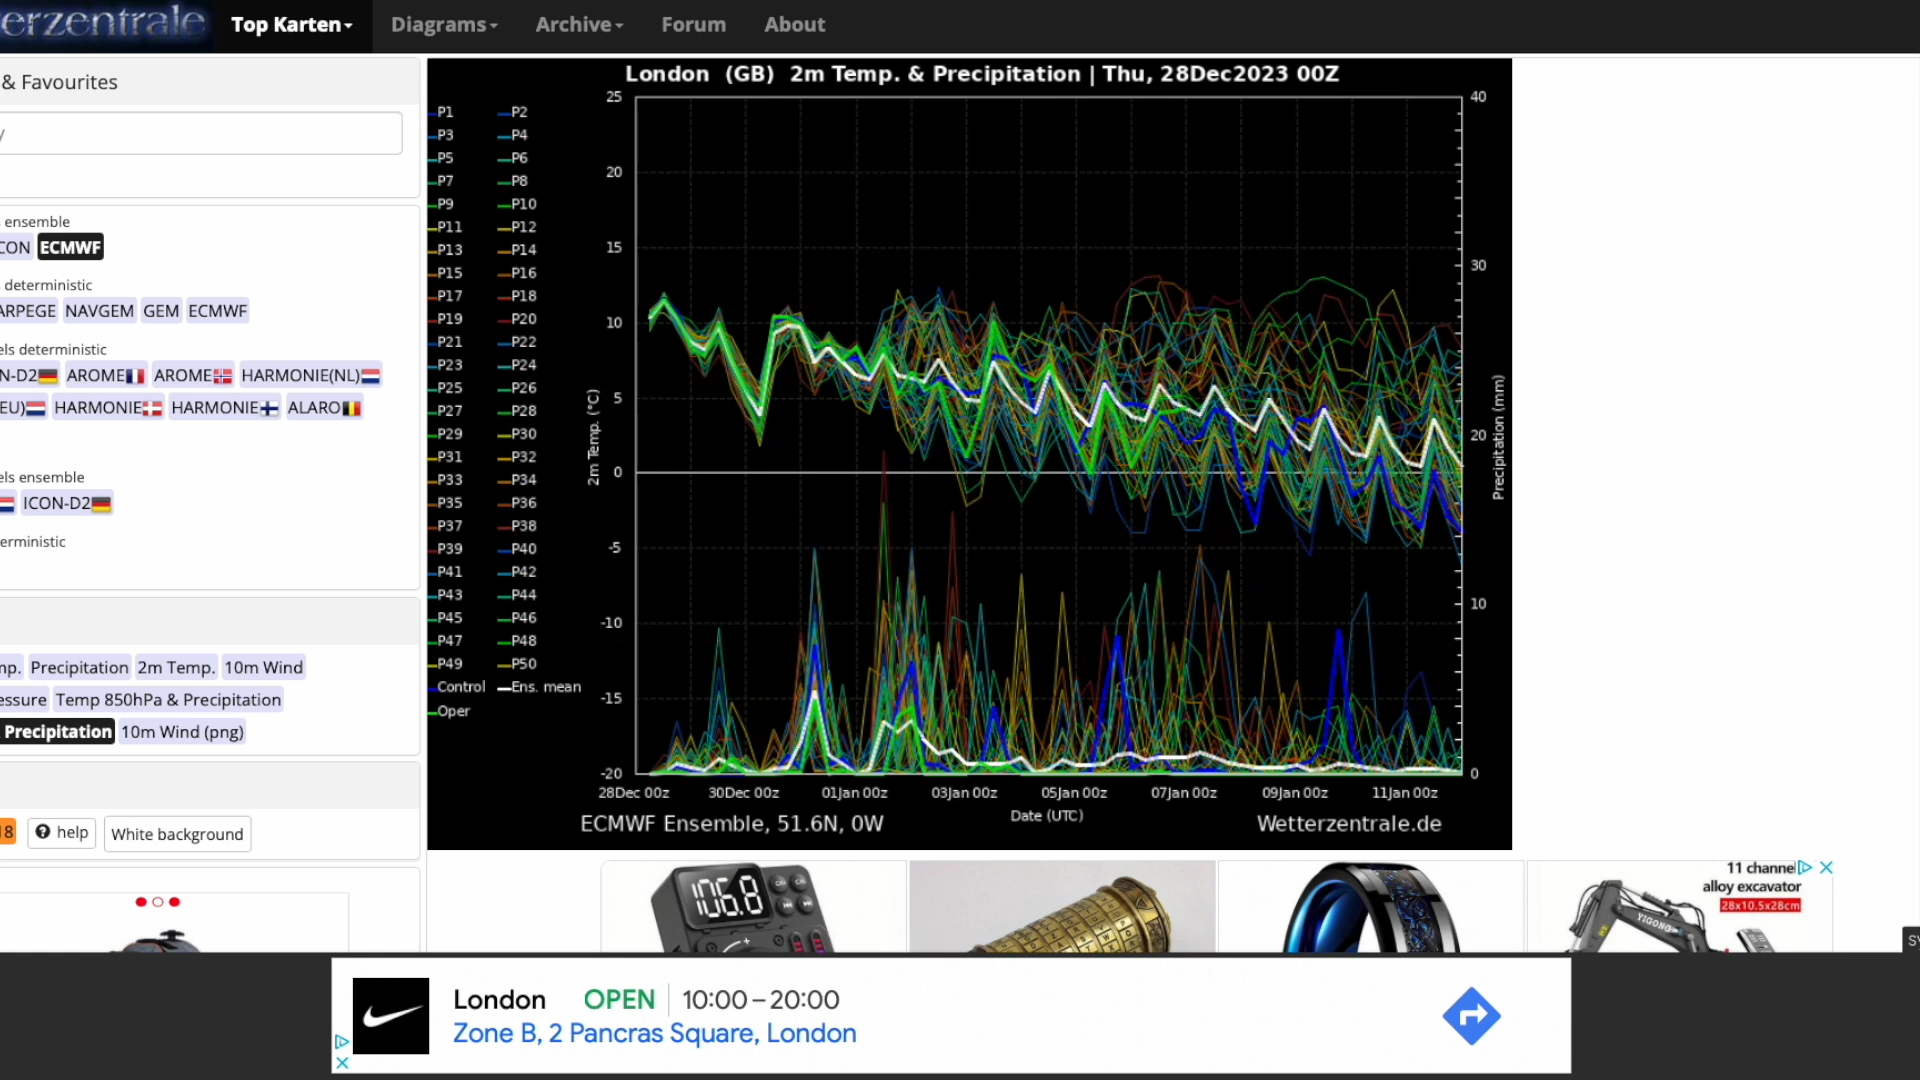 erzentrale
Top Karten
Diagrams
Archive
Forum
About
& Favourites
y
ensemble
CON
ECMWF
deterministic
ARPEGE
NAVGEM
GEM
ECMWF
els deterministic
N-D2
AROME
AROME
HARMONIE(NL)
EU)
HARMONIE
HARMONIE
ALARO
els ensemble
ICON-D2
erministic
mp.
Precipitation
2m Temp.
10m Wind
essure
Temp 850hPa & Precipitation
Precipitation
10m Wind (png)
18
help
White background
London (GB) 2m Temp. & Precipitation | Thu, 28Dec2023 00Z
P1 P2
P3 P4
P5 P6
P7 P8
P9 P10
P11 P12
P13 P14
P15 P16
P17 P18
P19 P20
P21 P22
P23 P24
P25 P26
P27 P28
P29 P30
P31 P32
P33 P34
P35 P36
P37 P38
P39 P40
P41 P42
P43 P44
P45 P46
P47 P48
P49 P50
Control Ens. mean
Oper
2m Temp. (°C)
25
20
15
10
5
0
-5
-10
-15
-20
40
30
20
10
0
Precipitation (mm)
28Dec 00z 30Dec 00z 01Jan 00z 03Jan 00z 05Jan 00z 07Jan 00z 09Jan 00z 11Jan 00z
Date (UTC)
ECMWF Ensemble, 51.6N, 0W
Wetterzentrale.de
106.8
11 channel
alloy excavator
28x10.5x28cm
YIGONG
London OPEN 10:00 – 20:00
Zone B, 2 Pancras Square, London